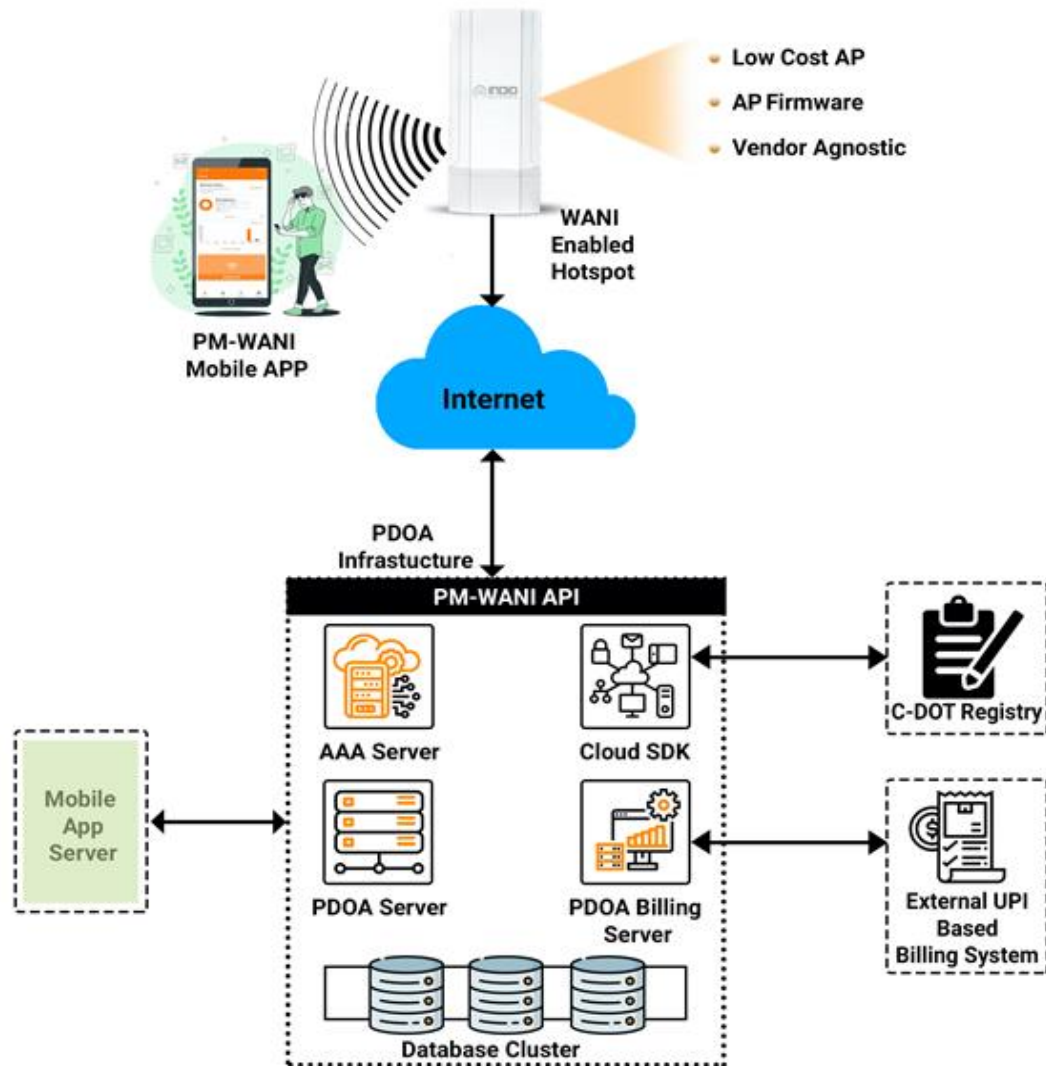 Low Cost AP
AP Firmware
Vendor Agnostic
WANI
Enabled
Hotspot
PM-WANI
Mobile APP
Internet
PDOA
Infrastucture
PM-WANI API
AAA Server
Cloud SDK
C-DOT Registry
Mobile
App
Server
PDOA Server
PDOA Billing
Server
External UPI
Based
Billing System
Database Cluster